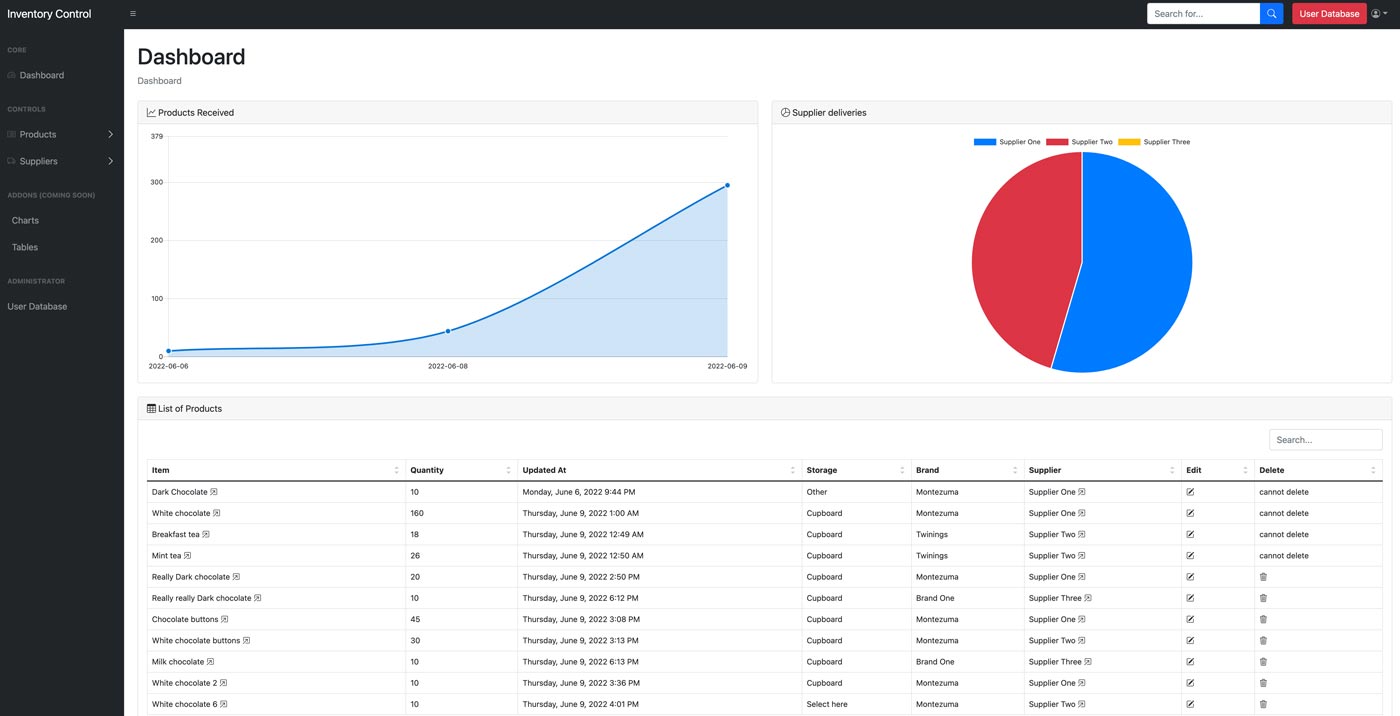 Inventory Control
Search for...
User Database
CORE
Dashboard
CONTROLS
Products
Suppliers
ADDONS (COMING SOON)
Charts
Tables
ADMINISTRATOR
User Database
Dashboard
Dashboard
Products Received
379
300
200
100
0
2022-06-06 2022-06-08 2022-06-09
Supplier deliveries
Supplier One Supplier Two Supplier Three
List of Products
Search...
Item Quantity Updated At Storage Brand Supplier Edit Delete
Dark Chocolate 10 Monday, June 6, 2022 9:44 PM Other Montezuma Supplier One cannot delete
White chocolate 160 Thursday, June 9, 2022 1:00 AM Cupboard Montezuma Supplier One cannot delete
Breakfast tea 18 Thursday, June 9, 2022 12:49 AM Cupboard Twinings Supplier Two cannot delete
Mint tea 26 Thursday, June 9, 2022 12:50 AM Cupboard Twinings Supplier Two cannot delete
Really Dark chocolate 20 Thursday, June 9, 2022 2:50 PM Cupboard Montezuma Supplier One
Really really Dark chocolate 10 Thursday, June 9, 2022 6:12 PM Cupboard Brand One Supplier Three
Chocolate buttons 45 Thursday, June 9, 2022 3:08 PM Cupboard Montezuma Supplier One
White chocolate buttons 30 Thursday, June 9, 2022 3:13 PM Cupboard Montezuma Supplier Two
Milk chocolate 10 Thursday, June 9, 2022 6:13 PM Cupboard Brand One Supplier Three
White chocolate 2 10 Thursday, June 9, 2022 3:36 PM Cupboard Montezuma Supplier One
White chocolate 6 10 Thursday, June 9, 2022 4:01 PM Select here Montezuma Supplier Two